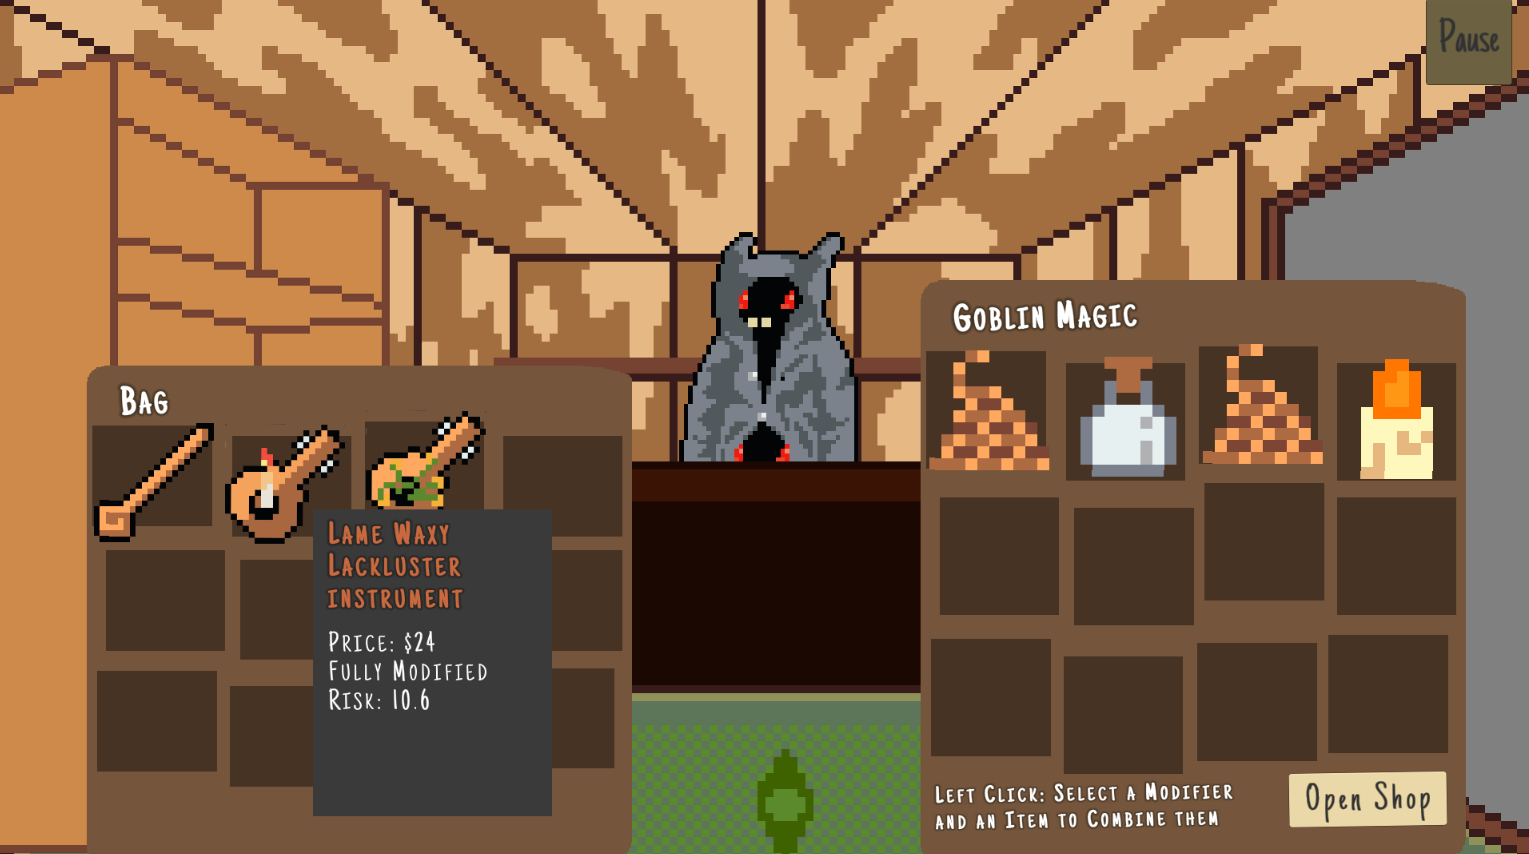 Pause
Goblin Magic
Bag
Lame Waxy
Lackluster
instrument
Price: $24
Fully Modified
Risk: 10.6
Left Click: Select a Modifier
and an Item to Combine them
Open Shop